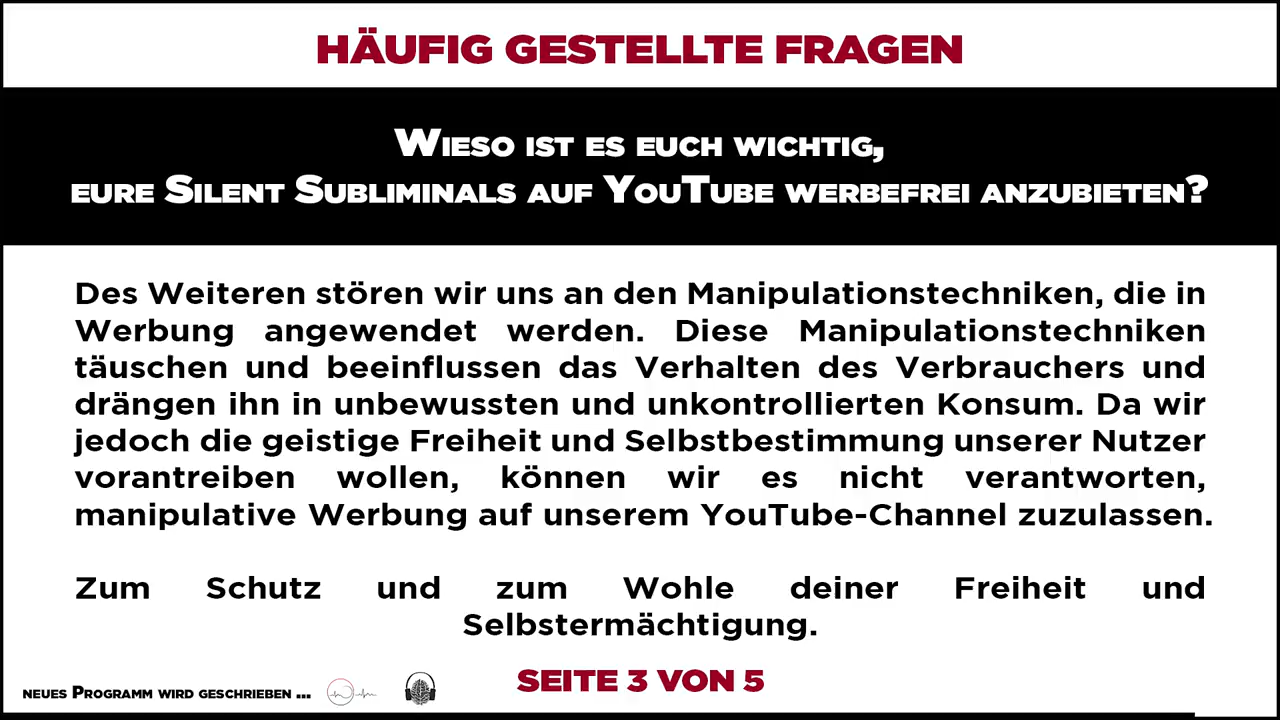 HÄUFIG GESTELLTE FRAGEN
WIESO IST ES EUCH WICHTIG,
EURE SILENT SUBLIMINALS AUF YOUTUBE WERBEFREI ANZUBIETEN?
Des Weiteren stören wir uns an den Manipulationstechniken, die in
Werbung angewendet werden. Diese Manipulationstechniken
täuschen und beeinflussen das Verhalten des Verbrauchers und
drängen ihn in unbewussten und unkontrollierten Konsum. Da wir
jedoch die geistige Freiheit und Selbstbestimmung unserer Nutzer
vorantreiben wollen, können wir es nicht verantworten,
manipulative Werbung auf unserem YouTube-Channel zuzulassen.
Zum Schutz und zum Wohle deiner Freiheit und
Selbstermächtigung.
NEUES PROGRAMM WIRD GESCHRIEBEN ...
SEITE 3 VON 5